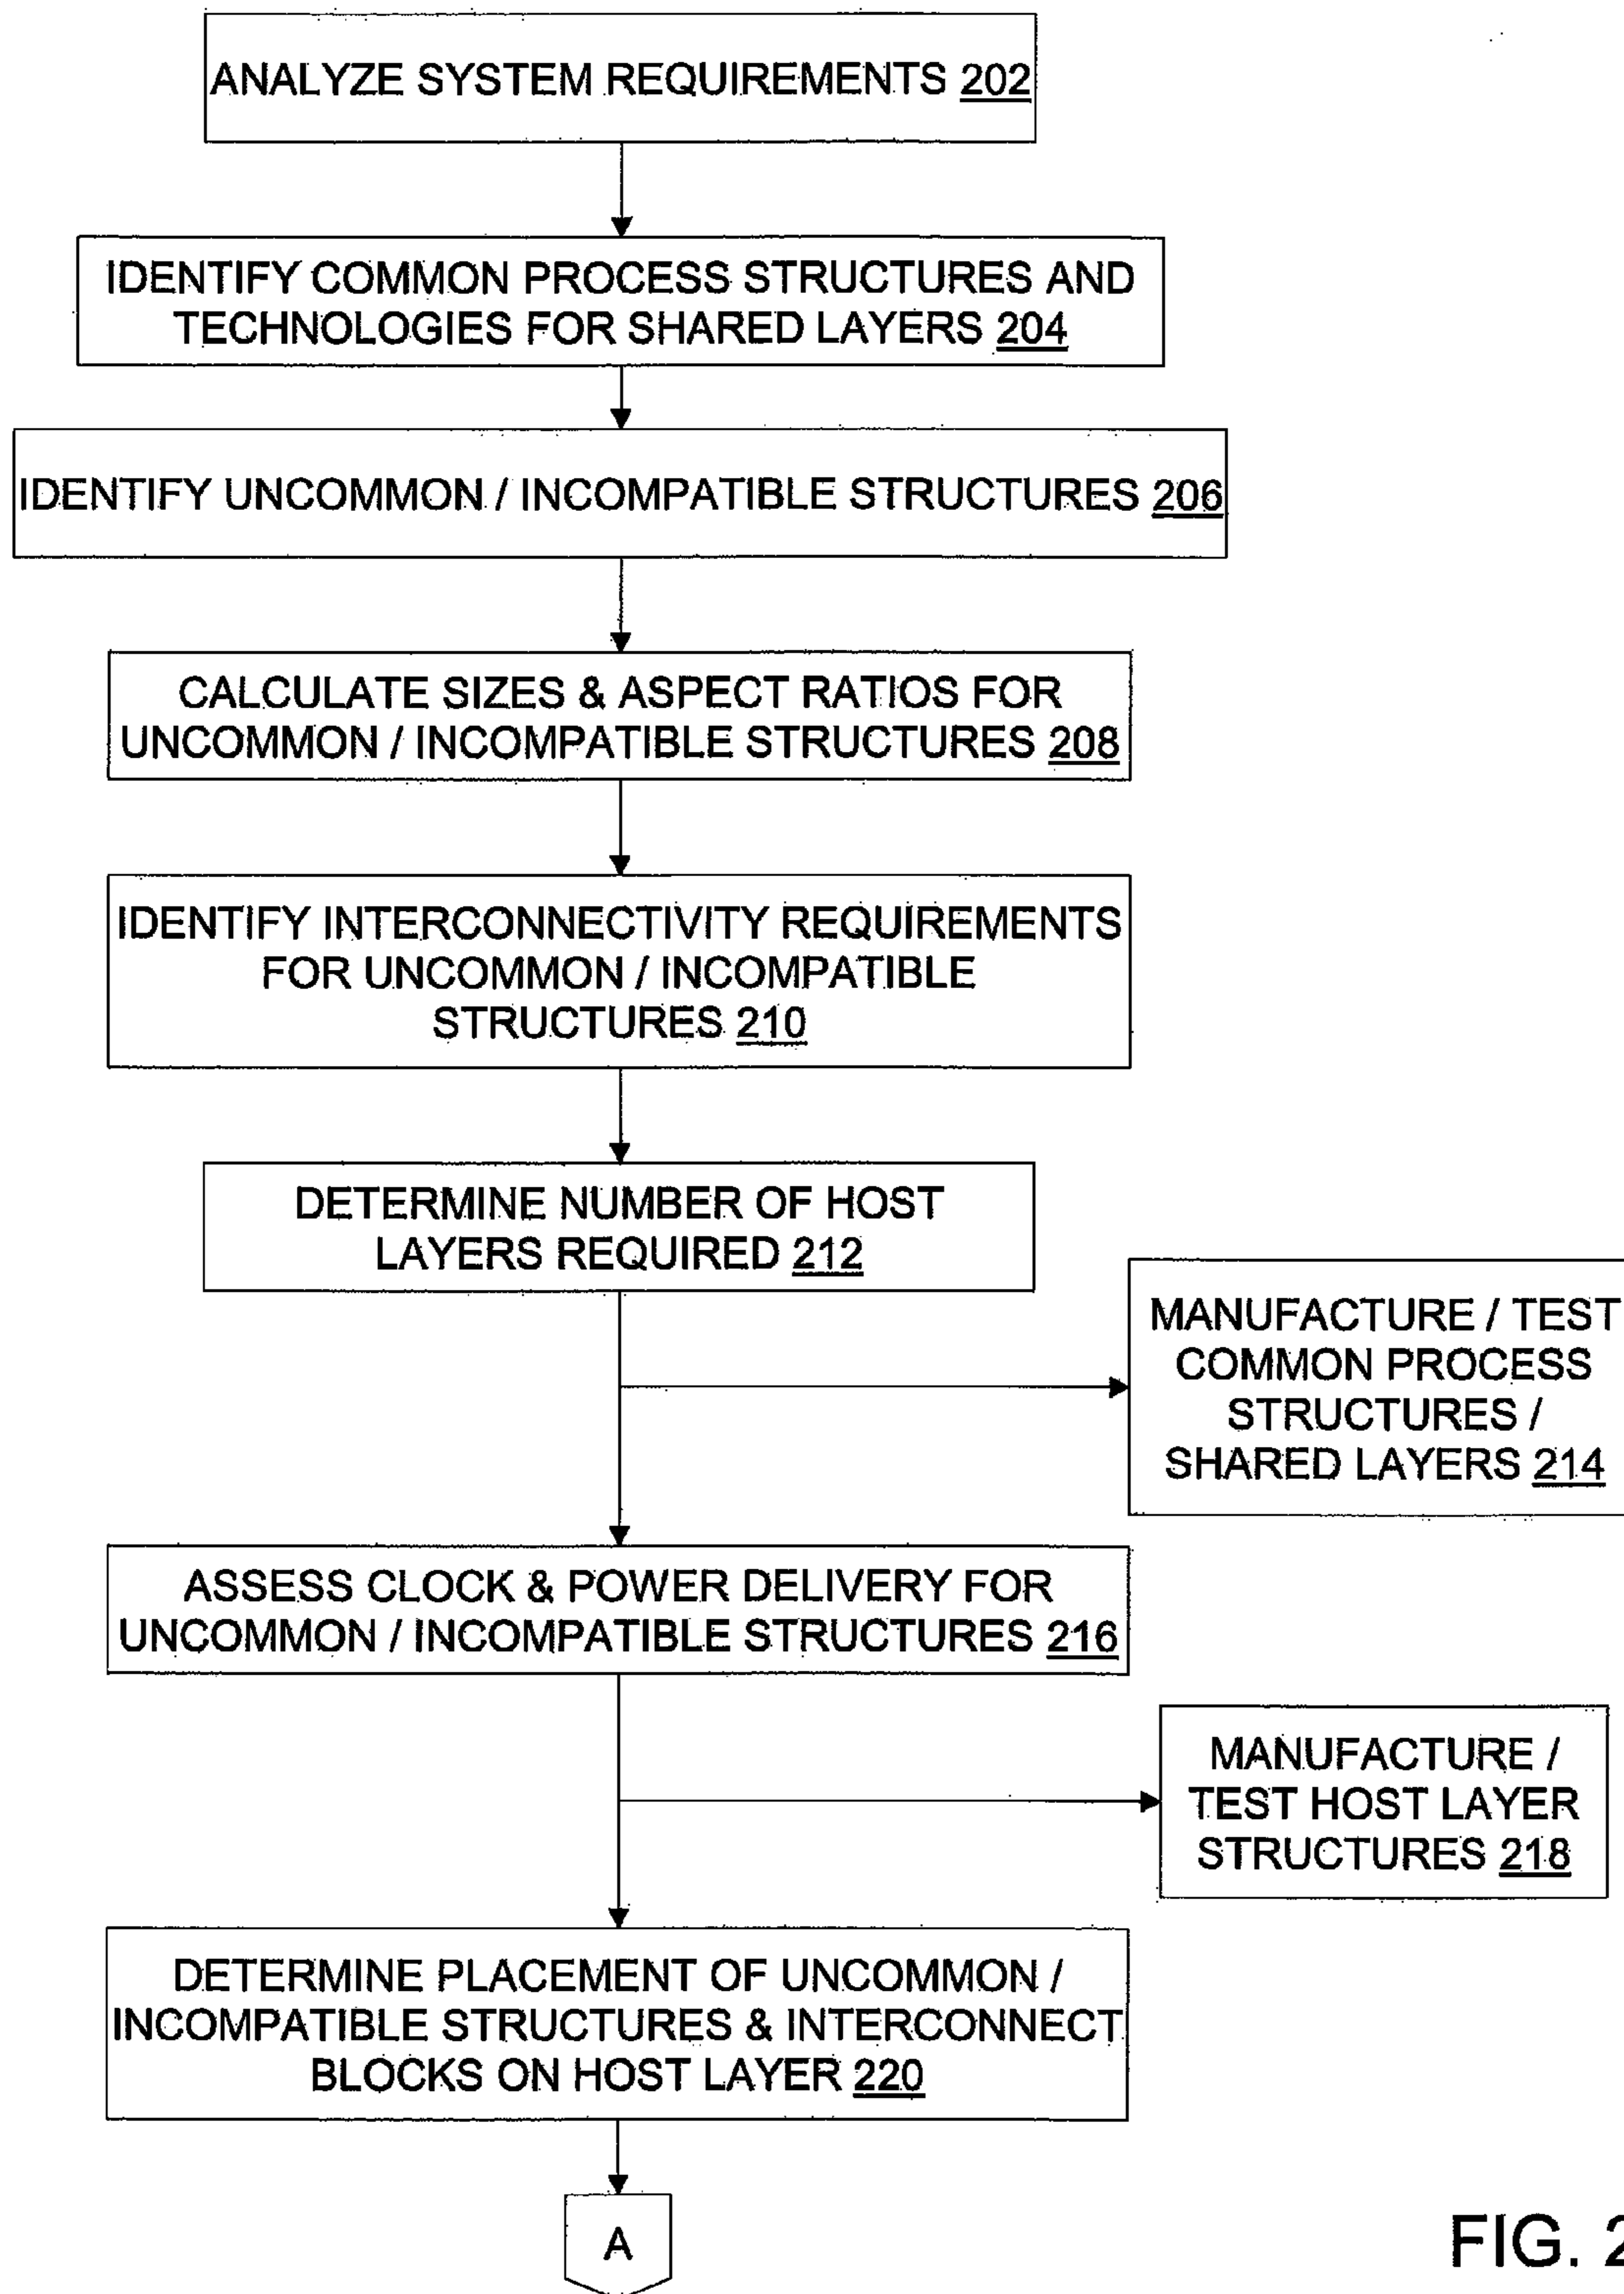 ANALYZE SYSTEM REQUIREMENTS 202
IDENTIFY COMMON PROCESS STRUCTURES AND
TECHNOLOGIES FOR SHARED LAYERS 204
IDENTIFY UNCOMMON / INCOMPATIBLE STRUCTURES 206
CALCULATE SIZES & ASPECT RATIOS FOR
UNCOMMON / INCOMPATIBLE STRUCTURES 208
IDENTIFY INTERCONNECTIVITY REQUIREMENTS
FOR UNCOMMON / INCOMPATIBLE
STRUCTURES 210
DETERMINE NUMBER OF HOST
LAYERS REQUIRED 212
MANUFACTURE / TEST
COMMON PROCESS
STRUCTURES /
SHARED LAYERS 214
ASSESS CLOCK & POWER DELIVERY FOR
UNCOMMON / INCOMPATIBLE STRUCTURES 216
MANUFACTURE /
TEST HOST LAYER
STRUCTURES 218
DETERMINE PLACEMENT OF UNCOMMON /
INCOMPATIBLE STRUCTURES & INTERCONNECT
BLOCKS ON HOST LAYER 220
A
FIG. 2